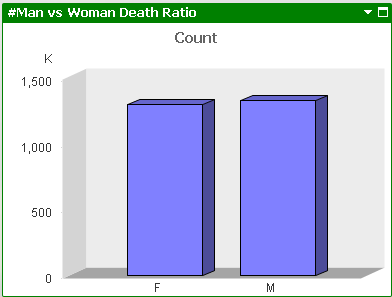 #Man vs Woman Death Ratio
Count
K
1,500
1,000
500
0
F M